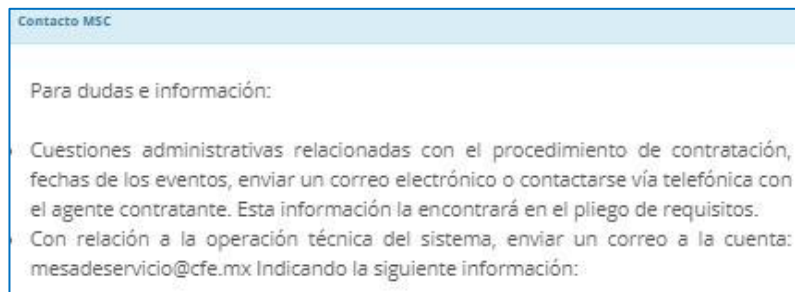 Contacto MSC
Para dudas e información:
Cuestiones administrativas relacionadas con el procedimiento de contratación,
fechas de los eventos, enviar un correo electrónico o contactarse vía telefónica con
el agente contratante. Esta información la encontrará en el pliego de requisitos.
Con relación a la operación técnica del sistema, enviar un correo a la cuenta:
mesadeservicio@cfe.mx Indicando la siguiente información: